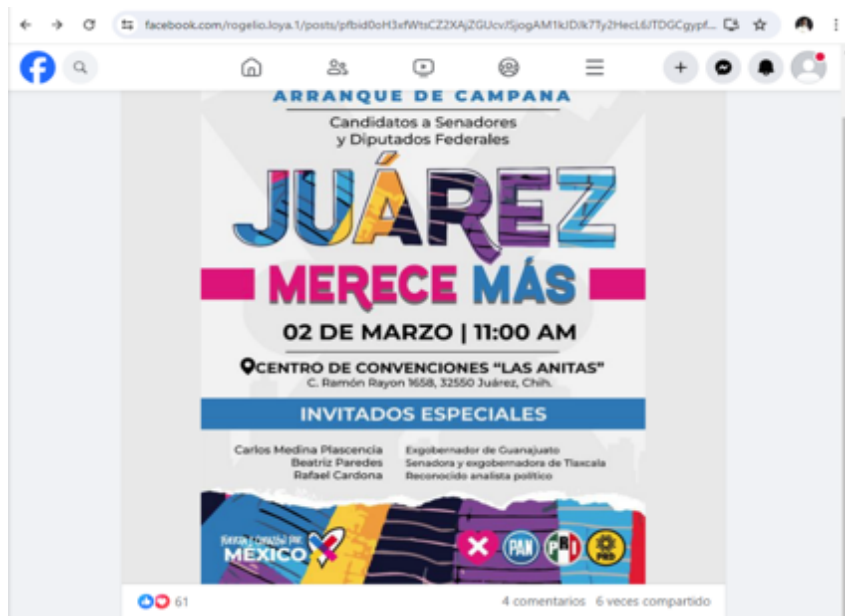 facebook.com/rogelio.loya.1/posts/
ARRANQUE DE CAMPAÑA
Candidatos a Senadores
y Diputados Federales
JUÁREZ
MERECE MÁS
02 DE MARZO | 11:00 AM
CENTRO DE CONVENCIONES "LAS ANITAS"
C. Ramón Rayon 1658, 32550 Juárez, Chih.
INVITADOS ESPECIALES
Carlos Medina Plascencia Exgobernador de Guanajuato
Beatriz Paredes Senadora y exgobernadora de Tlaxcala
Rafael Cardona Reconocido analista político
FUERZA Y CORAZÓN POR
MÉXICO
PAN
PRI
PRD
61
4 comentarios 6 veces compartido